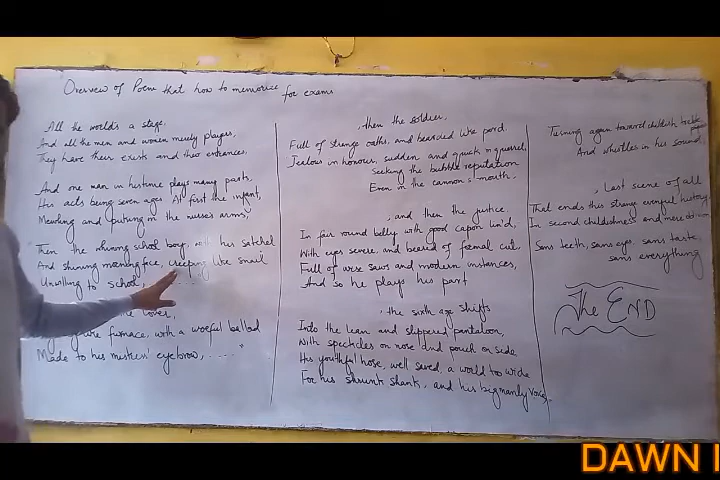 Overview of Poem that how to memorize for exams
All the world's a stage,
And all the men and women merely players,
They have their exists and their entrances.
And one man in his time plays many parts,
His acts being seven ages. At first the infant,
Mewling and puking in the nurse's arms,
Then the whining school boy, with his satchel
And shining morning face, creeping like snail
Unwilling to school,
the lover,
furnace, with a woeful ballad
Made to his mistress' eyebrow, ....."
, then the soldier,
Full of strange oaths, and bearded like pard.
Jealous in honour, sudden and quick in quarrel,
Seeking the bubble reputation
Even in the cannon's mouth.
, and then the justice,
In fair round belly with good capon lin'd,
With eyes severe, and beard of formal cut,
Full of wise saws and modern instances,
And so he plays his part
, the sixth age shifts
Into the lean and slippered pantaloon,
With spectcles on nose and pouch on side
His youthful hose, well saved, a world too wide
For his shrunk shank, and his big manly voice,
Turning again toward childish treble, pipes
And whistles in his sound,
, Last scene of all
That ends this strange eventful history,
In second childishness and mere
Sans teeth, sans eyes, sans taste,
sans everything
The END
DAWN